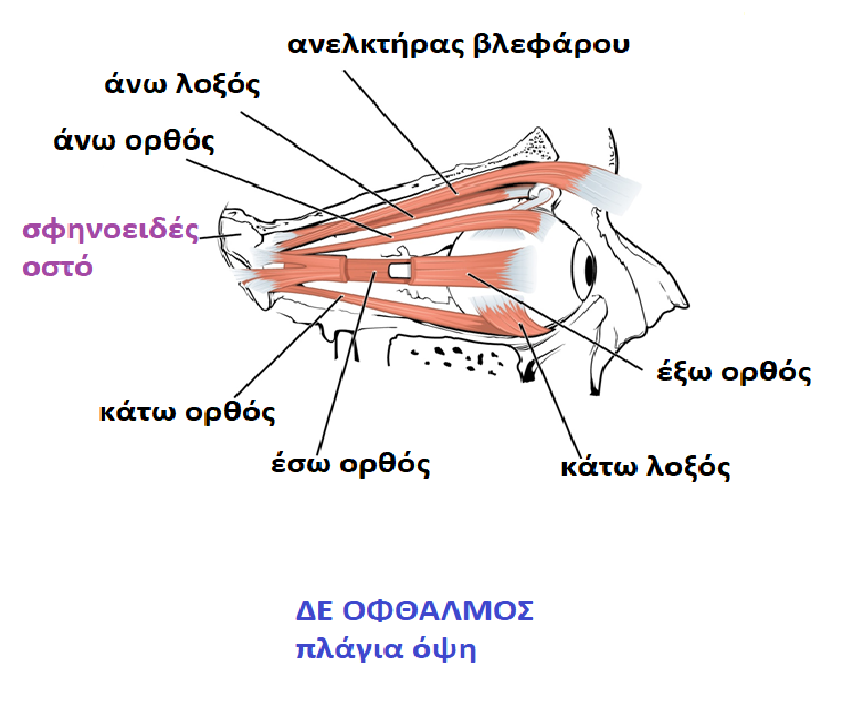 ανελκτήρας βλεφάρου
άνω λοξός
άνω ορθός
σφηνοειδές
οστό
έξω ορθός
κάτω ορθός
έσω ορθός
κάτω λοξός
ΔΕ ΟΦΘΑΛΜΟΣ
πλάγια όψη